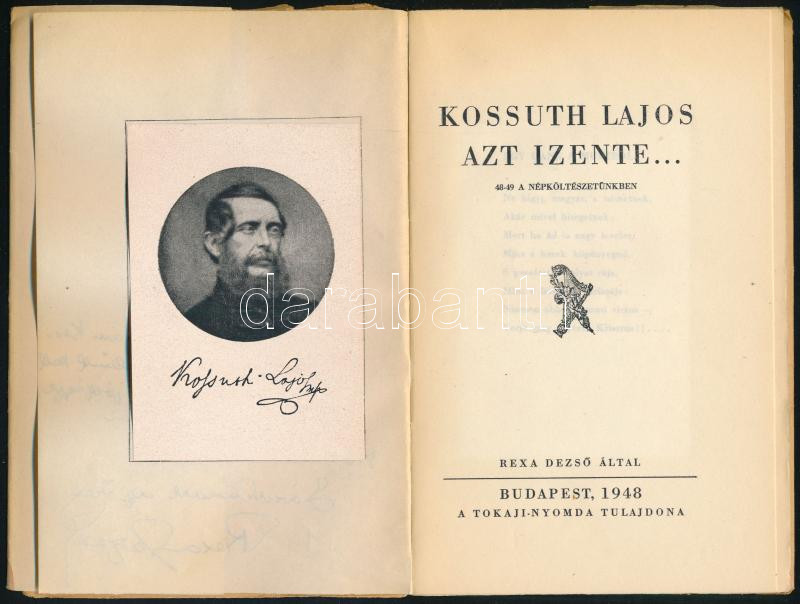 Kossuth Lajos
KOSSUTH LAJOS
AZT IZENTE...
48-49 A NÉPKÖLTÉSZETÜNKBEN
darabanth
REXA DEZSŐ ÁLTAL
BUDAPEST, 1948
A TOKAJI-NYOMDA TULAJDONA